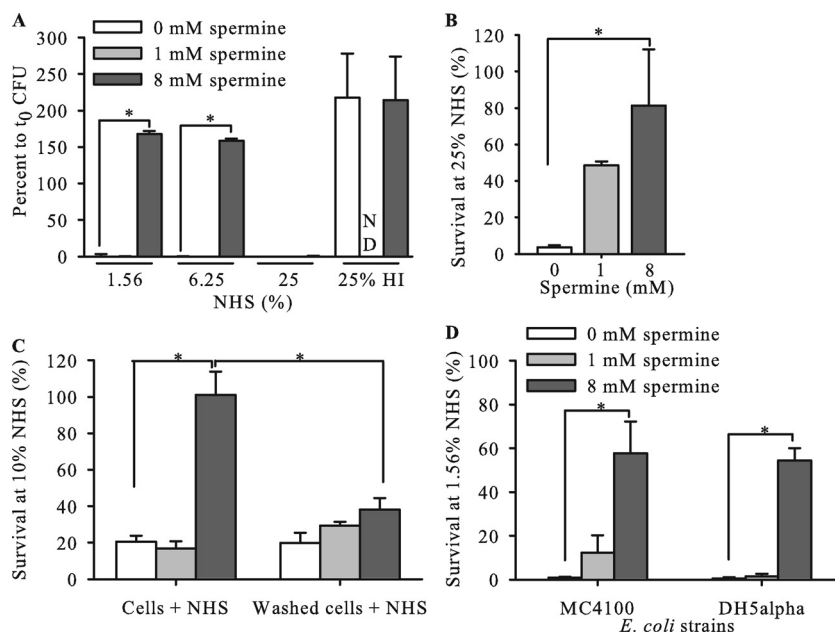 A
0 mM spermine
1 mM spermine
8 mM spermine
Percent to t0 CFU
300
250
200
150
100
50
0
*
*
N
D
1.56 6.25 25 25% HI
NHS (%)
B
Survival at 25% NHS (%)
120
100
80
60
40
20
0
*
0 1 8
Spermine (mM)
C
Survival at 10% NHS (%)
120
100
80
60
40
20
0
* *
Cells + NHS Washed cells + NHS
D
0 mM spermine
1 mM spermine
8 mM spermine
Survival at 1.56% NHS (%)
100
80
60
40
20
0
* *
MC4100 DH5alpha
E. coli strains